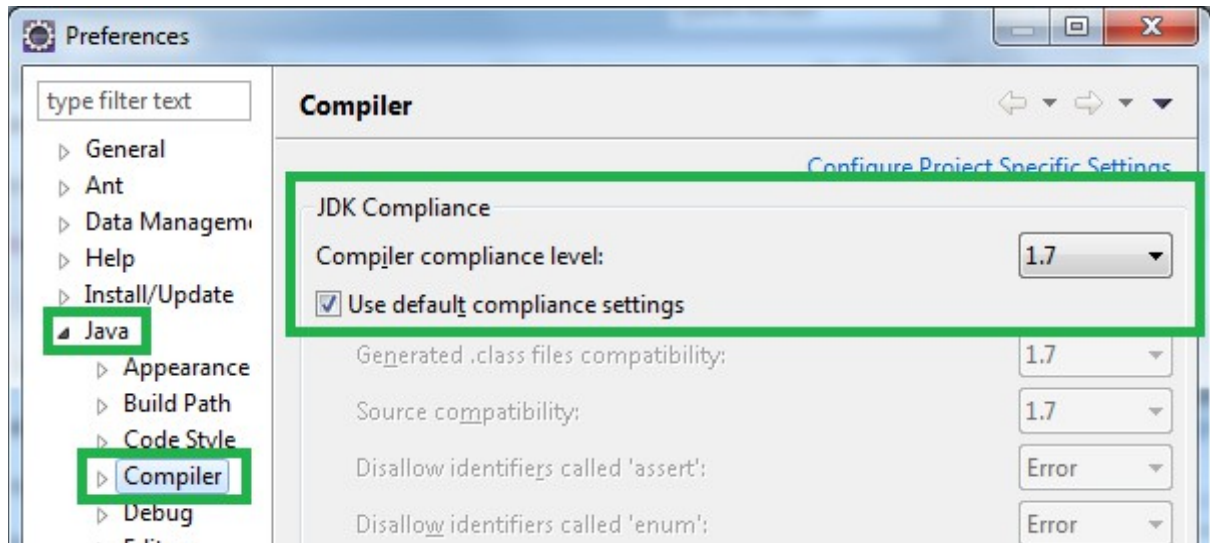 Preferences
type filter text
General
Ant
Data Managem
Help
Install/Update
Java
Appearance
Build Path
Code Style
Compiler
Debug
Compiler
Configure Project Specific Settings
JDK Compliance
Compiler compliance level: 1.7
Use default compliance settings
Generated .class files compatibility: 1.7
Source compatibility: 1.7
Disallow identifiers called 'assert': Error
Disallow identifiers called 'enum': Error